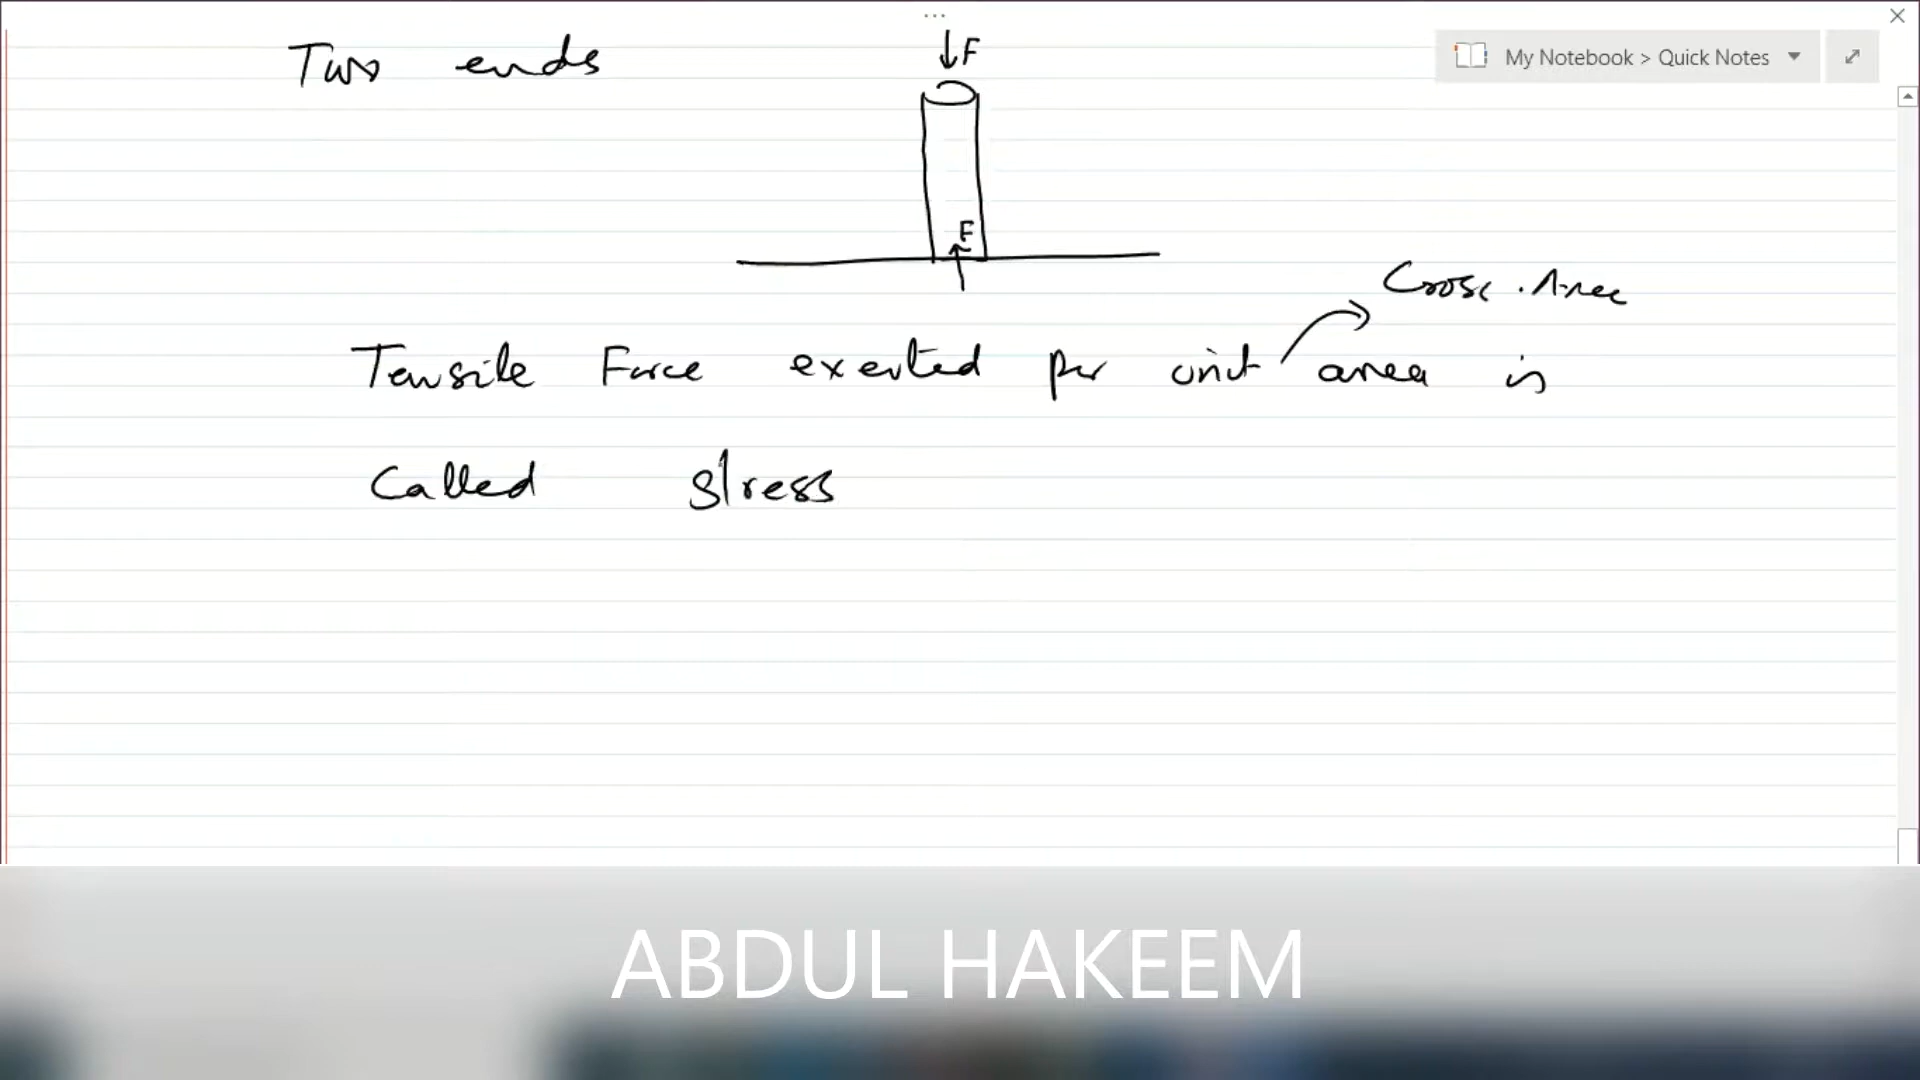 ...
My Notebook > Quick Notes
Two ends
F
F
Cross. Area
Tensile Force exerted per unit area is
Called stress
ABDUL HAKEEM